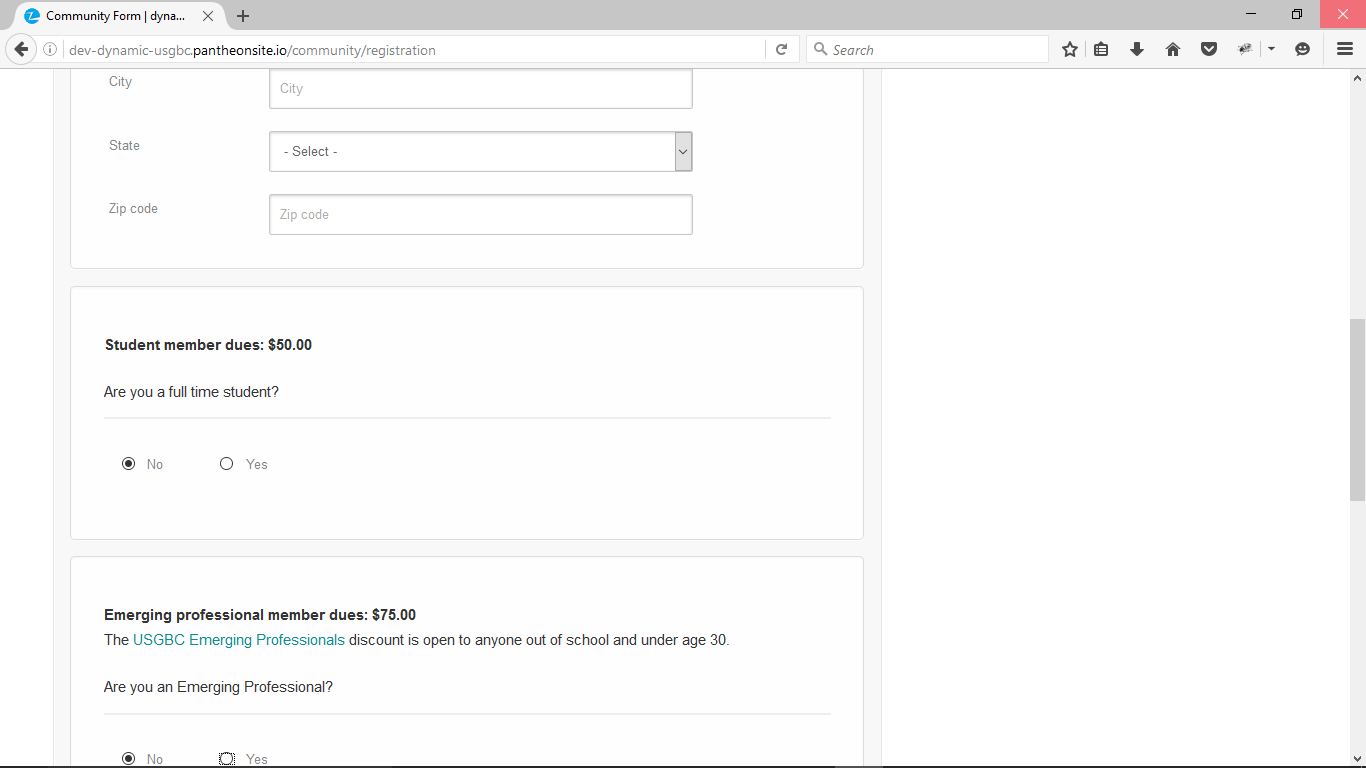 Community Form | dyna...
dev-dynamic-usgbc.pantheonsite.io/community/registration
Search
City
City
State
- Select -
Zip code
Zip code
Student member dues: $50.00
Are you a full time student?
No
Yes
Emerging professional member dues: $75.00
The USGBC Emerging Professionals discount is open to anyone out of school and under age 30.
Are you an Emerging Professional?
No
Yes